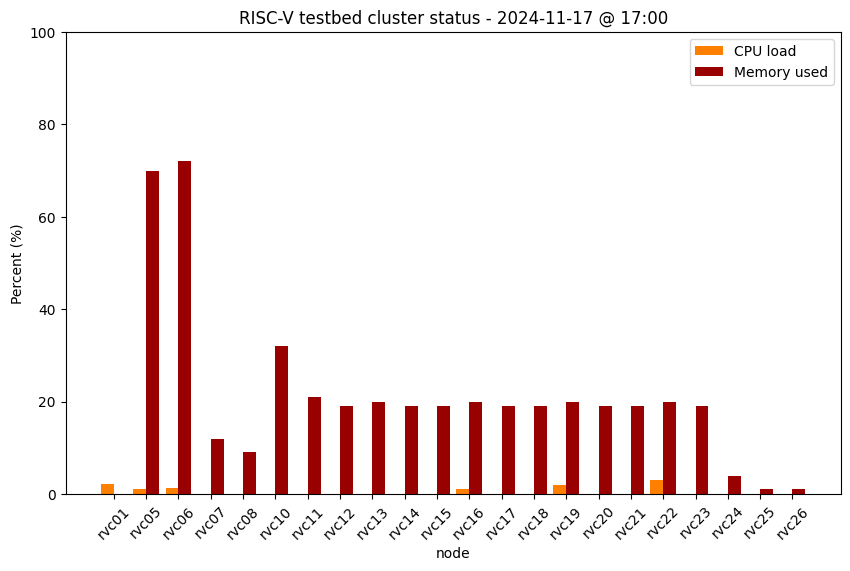 RISC-V testbed cluster status - 2024-11-17 @ 17:00
CPU load
Memory used
Percent (%)
100
80
60
40
20
0
rvc01 rvc05 rvc06 rvc07 rvc08 rvc10 rvc11 rvc12 rvc13 rvc14 rvc15 rvc16 rvc17 rvc18 rvc19 rvc20 rvc21 rvc22 rvc23 rvc24 rvc25 rvc26
node